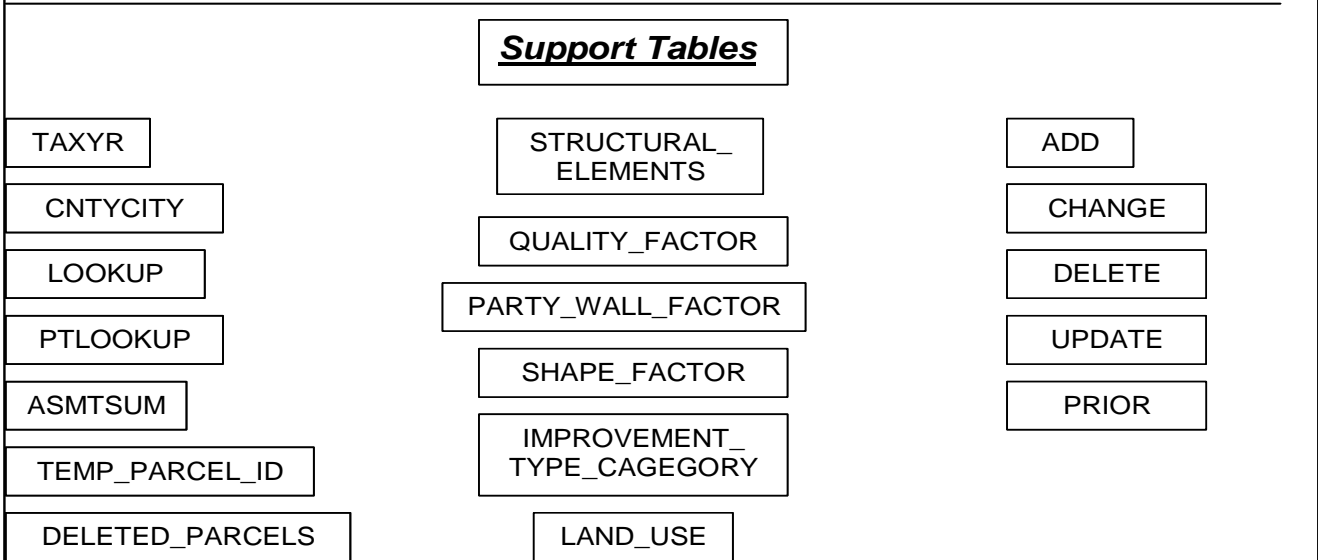 Support Tables
TAXYR
CNTYCITY
LOOKUP
PTLOOKUP
ASMTSUM
TEMP_PARCEL_ID
DELETED_PARCELS
STRUCTURAL_
ELEMENTS
QUALITY_FACTOR
PARTY_WALL_FACTOR
SHAPE_FACTOR
IMPROVEMENT_
TYPE_CAGEGORY
LAND_USE
ADD
CHANGE
DELETE
UPDATE
PRIOR